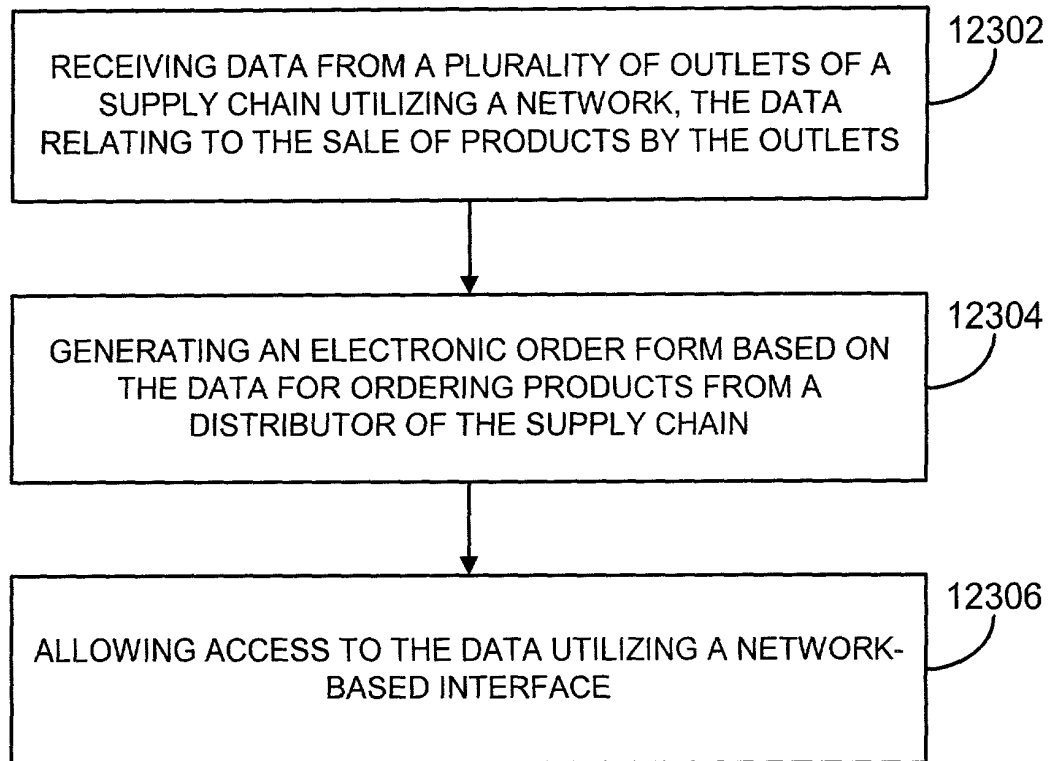 12302
RECEIVING DATA FROM A PLURALITY OF OUTLETS OF A
SUPPLY CHAIN UTILIZING A NETWORK, THE DATA
RELATING TO THE SALE OF PRODUCTS BY THE OUTLETS
12304
GENERATING AN ELECTRONIC ORDER FORM BASED ON
THE DATA FOR ORDERING PRODUCTS FROM A
DISTRIBUTOR OF THE SUPPLY CHAIN
12306
ALLOWING ACCESS TO THE DATA UTILIZING A NETWORK-
BASED INTERFACE